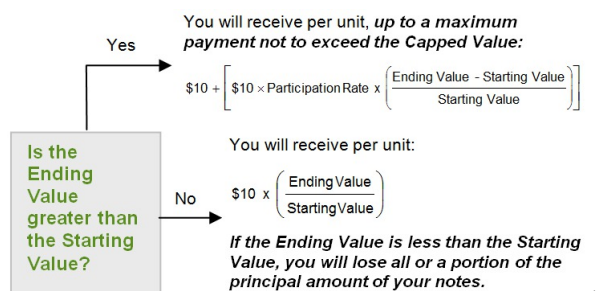 You will receive per unit, up to a maximum
payment not to exceed the Capped Value:
Yes
$10 + [ $10 × Participation Rate x ( Ending Value - Starting Value / Starting Value ) ]
Is the
Ending
Value
greater than
the Starting
Value?
No
You will receive per unit:
$10 x ( Ending Value / Starting Value )
If the Ending Value is less than the Starting
Value, you will lose all or a portion of the
principal amount of your notes.